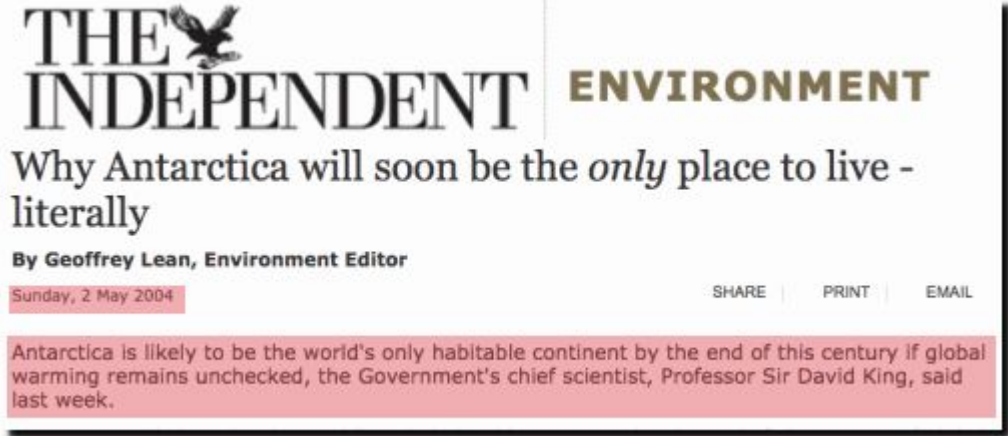 THE
INDEPENDENT
ENVIRONMENT
Why Antarctica will soon be the only place to live -
literally
By Geoffrey Lean, Environment Editor
Sunday, 2 May 2004
SHARE PRINT EMAIL
Antarctica is likely to be the world's only habitable continent by the end of this century if global
warming remains unchecked, the Government's chief scientist, Professor Sir David King, said
last week.